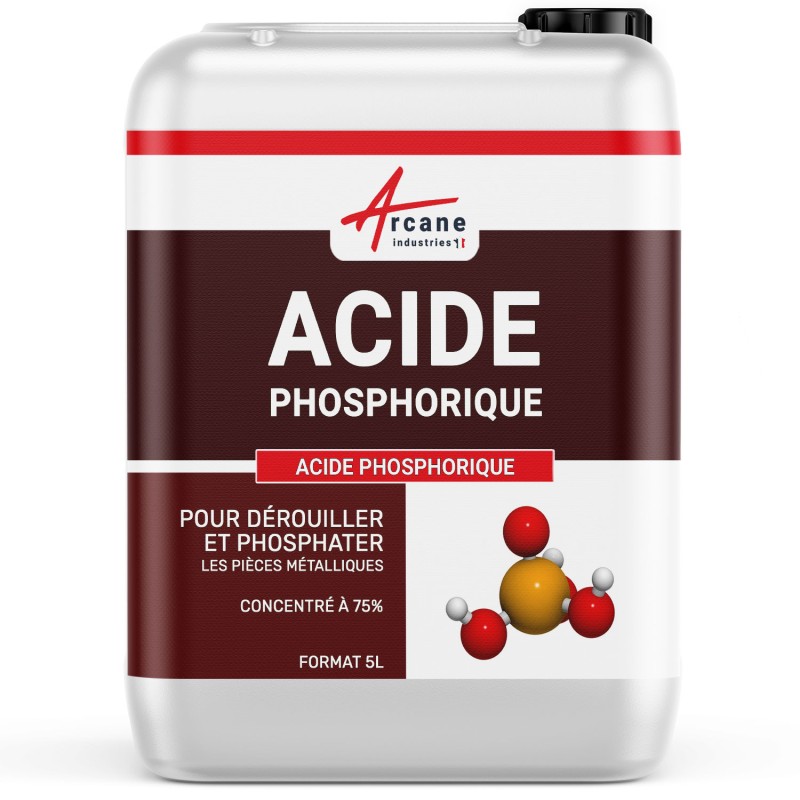 Arcane
industries
ACIDE
PHOSPHORIQUE
ACIDE PHOSPHORIQUE
POUR DÉROUILLER
ET PHOSPHATER
LES PIÈCES MÉTALLIQUES
CONCENTRÉ À 75%
FORMAT 5L